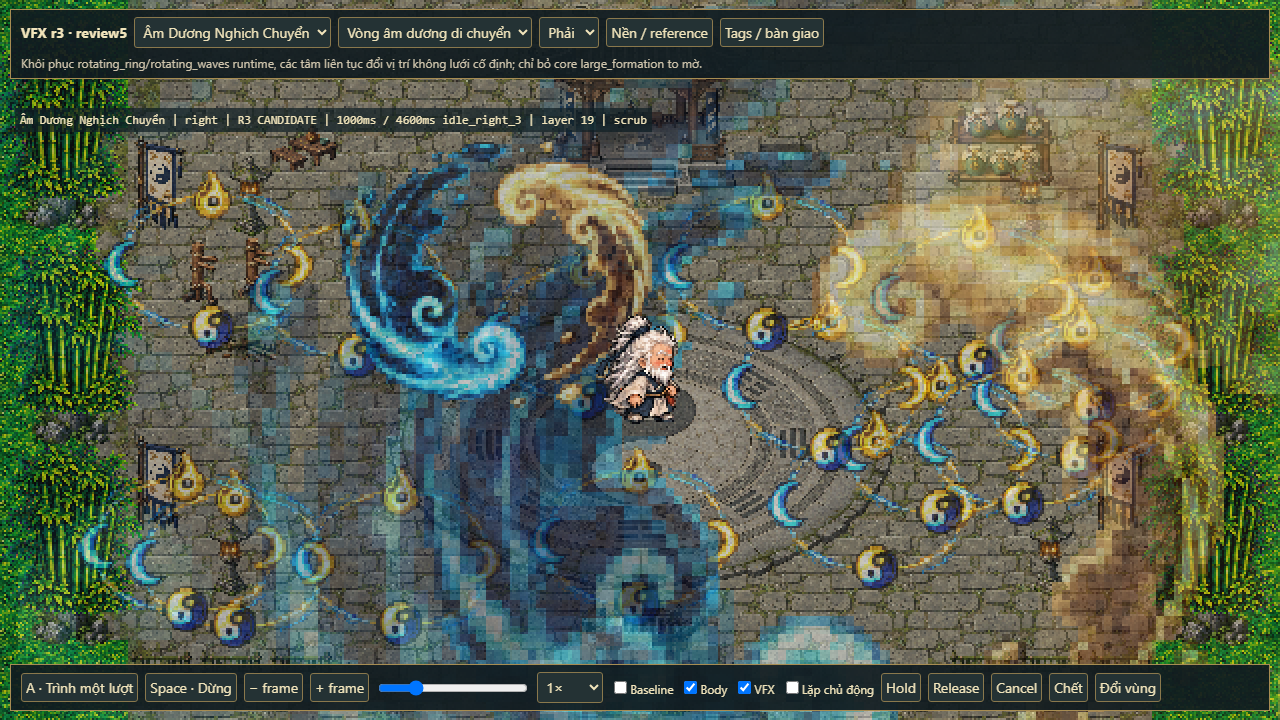 VFX r3 · review5 Âm Dương Nghịch Chuyển Vòng âm dương di chuyển Phải Nền / reference Tags / bàn giao
Khôi phục rotating_ring/rotating_waves runtime, các tâm liên tục đổi vị trí không lưới cố định; chỉ bỏ core large_formation to mờ.
Âm Dương Nghịch Chuyển | right | R3 CANDIDATE | 1000ms / 4600ms idle_right_3 | layer 19 | scrub
A · Trình một lượt Space · Dừng − frame + frame 1× Baseline Body VFX Lặp chủ động Hold Release Cancel Chết Đổi vùng